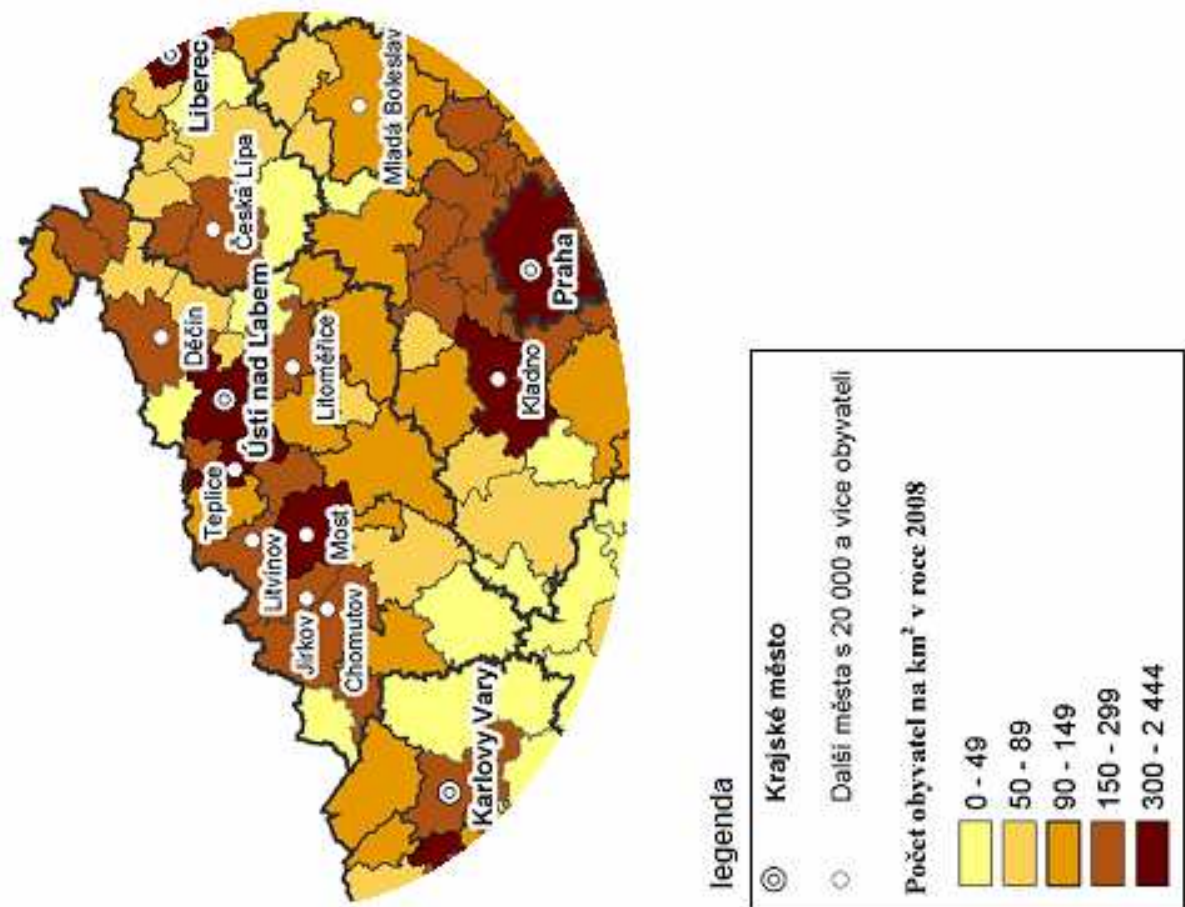 Liberec
Česká Lípa
Mladá Boleslav
Děčín
Ústí nad Labem
Litoměřice
Praha
Kladno
Teplice
Litvínov
Most
Jirkov
Chomutov
Karlovy Vary
legenda
Krajské město
Další města s 20 000 a více obyvateli
Počet obyvatel na km² v roce 2008
0 - 49
50 - 89
90 - 149
150 - 299
300 - 2 444